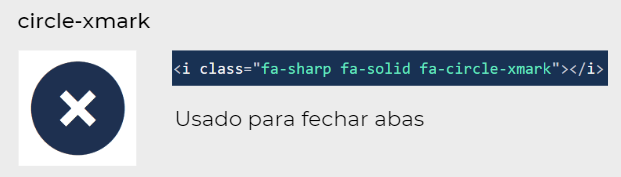 circle-xmark
<i class="fa-sharp fa-solid fa-circle-xmark"></i>
Usado para fechar abas